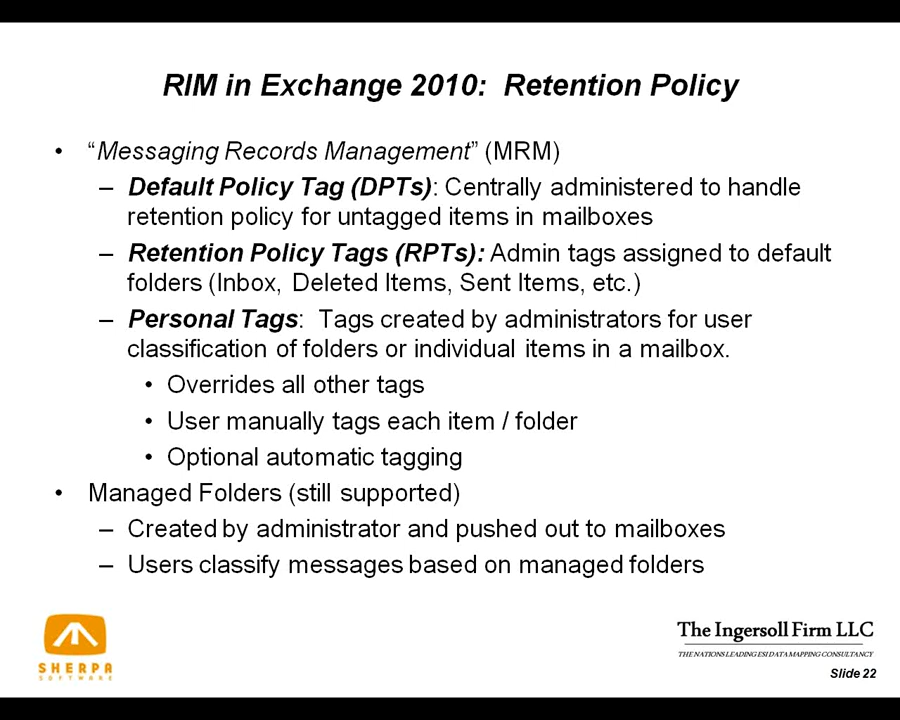 RIM in Exchange 2010: Retention Policy
• “Messaging Records Management” (MRM)
– Default Policy Tag (DPTs): Centrally administered to handle
retention policy for untagged items in mailboxes
– Retention Policy Tags (RPTs): Admin tags assigned to default
folders (Inbox, Deleted Items, Sent Items, etc.)
– Personal Tags: Tags created by administrators for user
classification of folders or individual items in a mailbox.
• Overrides all other tags
• User manually tags each item / folder
• Optional automatic tagging
• Managed Folders (still supported)
– Created by administrator and pushed out to mailboxes
– Users classify messages based on managed folders
SHERPA
SOFTWARE
The Ingersoll Firm LLC
THE NATIONS LEADING ESI DATA MAPPING CONSULTANCY
Slide 22